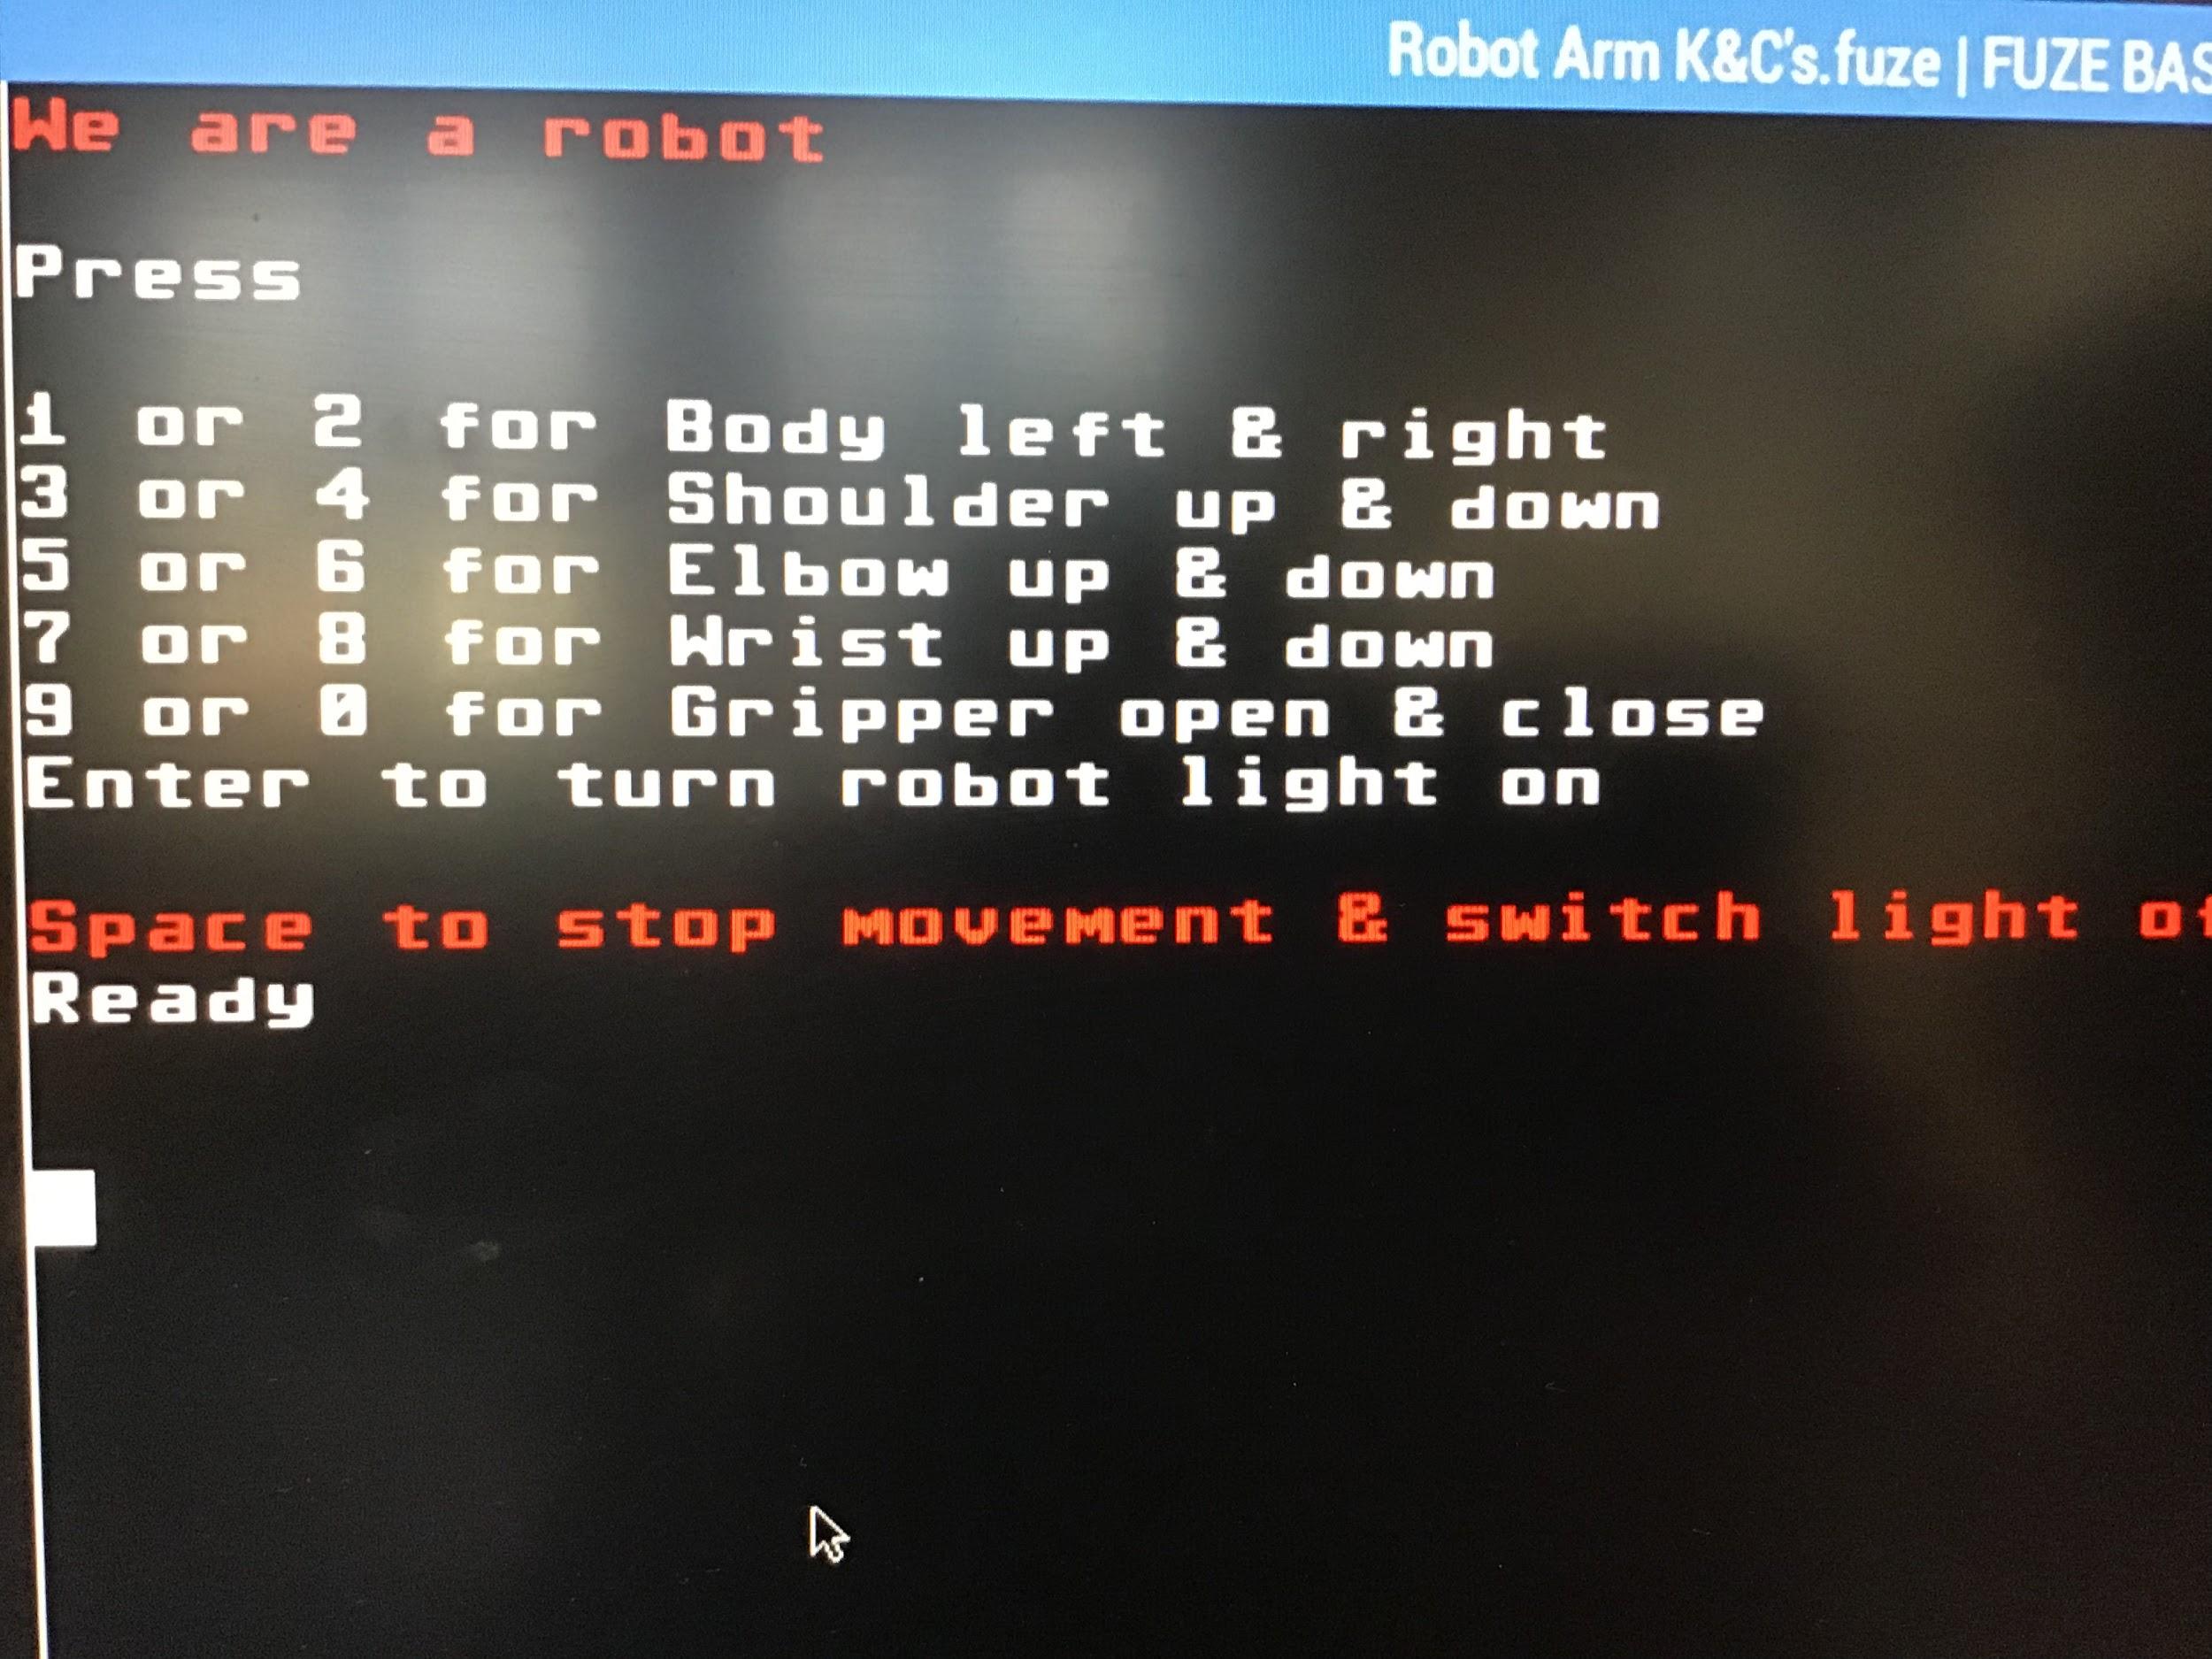 Robot Arm K&C's.fuze | FUZE
We are a robot
Press
1 or 2 for Body left & right
3 or 4 for Shoulder up & down
5 or 6 for Elbow up & down
7 or 8 for Wrist up & down
9 or 0 for Gripper open & close
Enter to turn robot light on
Space to stop movement & switch light
Ready